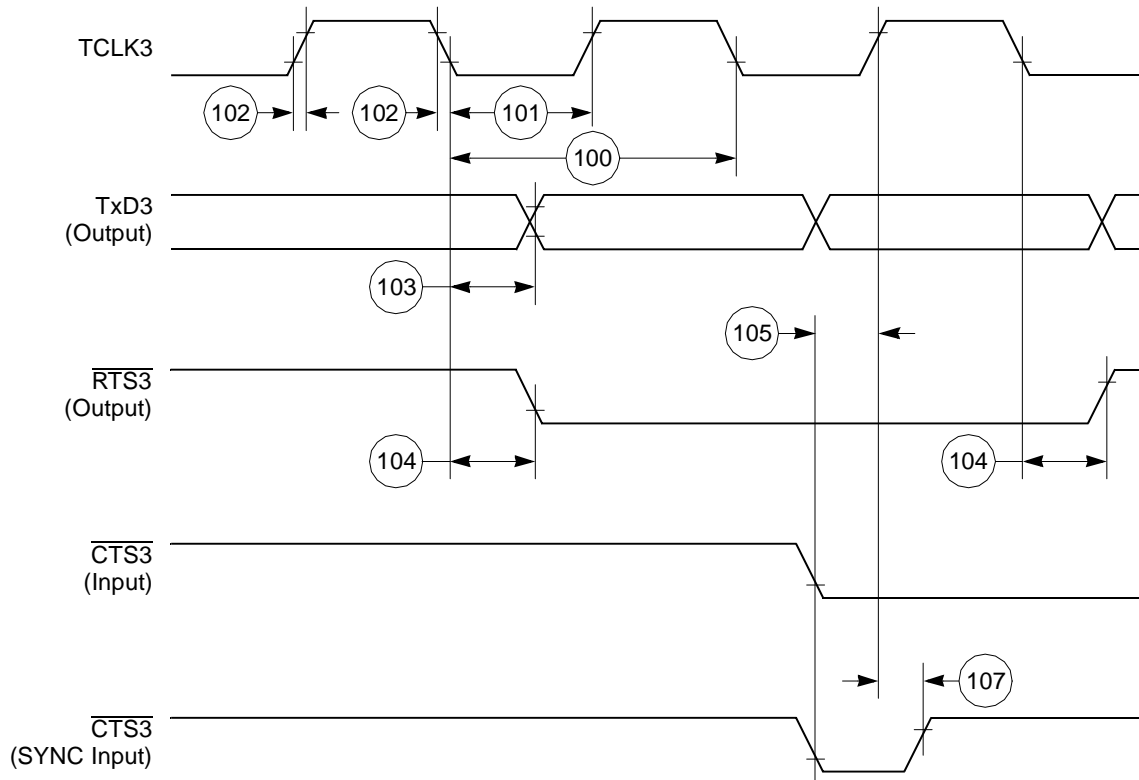 TCLK3
102
102
101
100
TxD3
(Output)
103
105
RTS3
(Output)
104
104
CTS3
(Input)
107
CTS3
(SYNC Input)